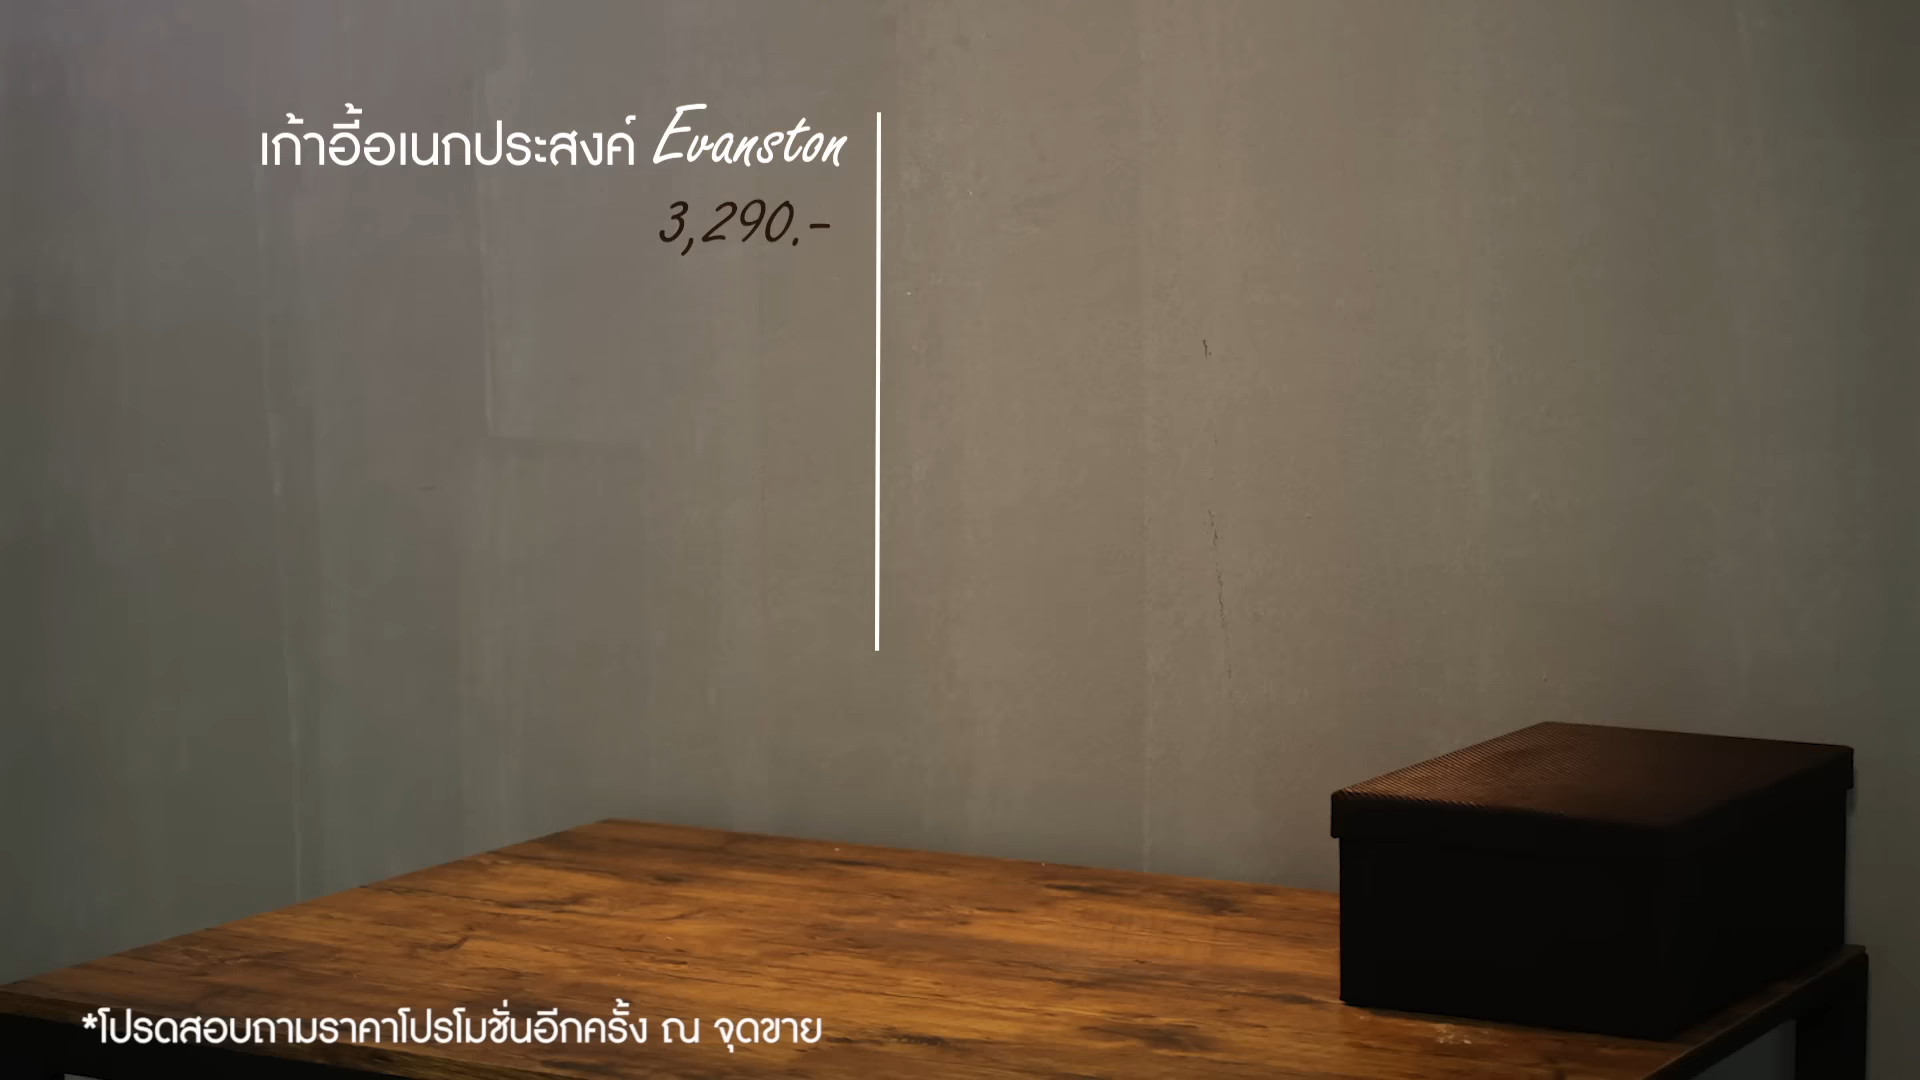 เก้าอี้อเนกประสงค์ Evanston
3,290.-
*โปรดสอบถามราคาโปรโมชั่นอีกครั้ง ณ จุดขาย